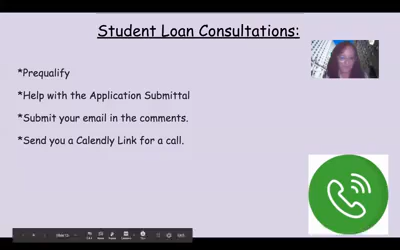 Student Loan Consultations:
*Prequalify
*Help with the Application Submittal
*Submit your email in the comments.
*Send you a Calendly Link for a call.